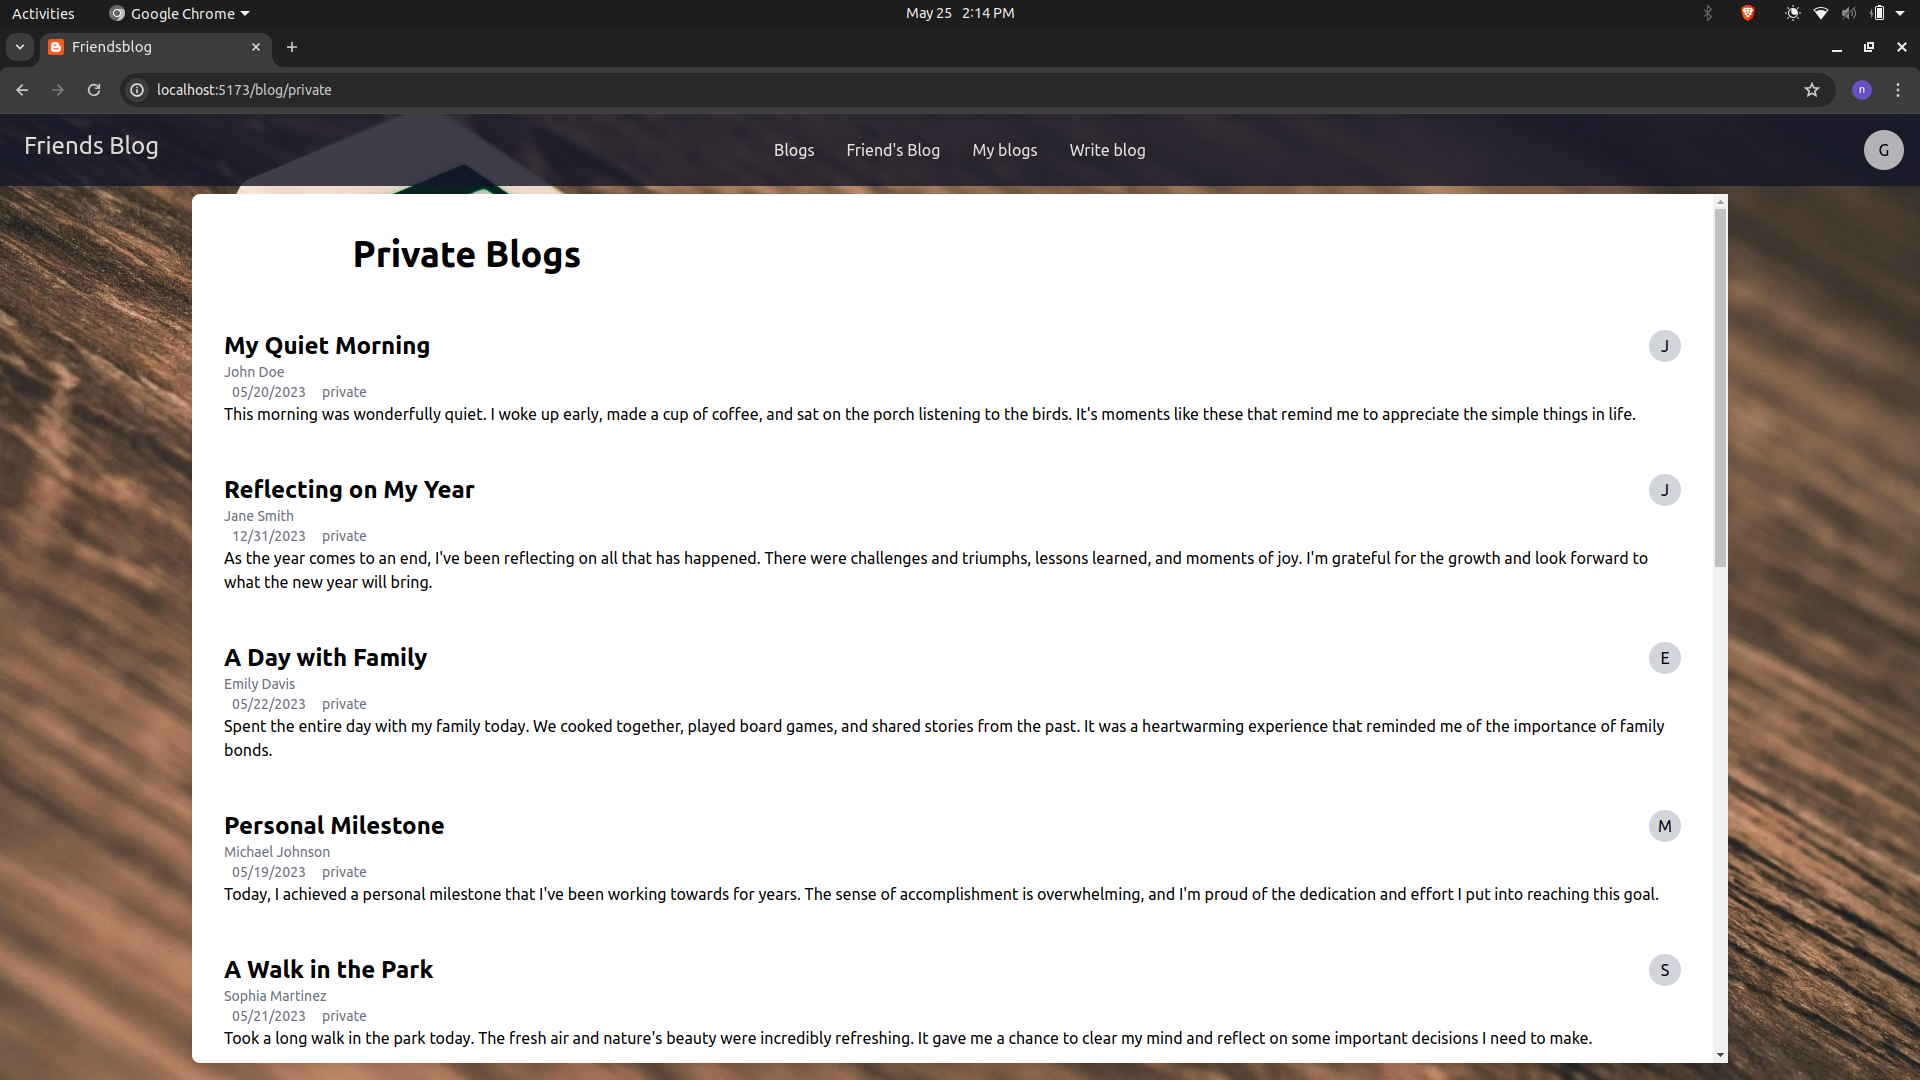 Activities Google Chrome May 25 2:14 PM
Friendsblog
localhost:5173/blog/private n
Friends Blog Blogs Friend's Blog My blogs Write blog G
Private Blogs
My Quiet Morning J
John Doe
05/20/2023 private
This morning was wonderfully quiet. I woke up early, made a cup of coffee, and sat on the porch listening to the birds. It's moments like these that remind me to appreciate the simple things in life.
Reflecting on My Year J
Jane Smith
12/31/2023 private
As the year comes to an end, I've been reflecting on all that has happened. There were challenges and triumphs, lessons learned, and moments of joy. I'm grateful for the growth and look forward to
what the new year will bring.
A Day with Family E
Emily Davis
05/22/2023 private
Spent the entire day with my family today. We cooked together, played board games, and shared stories from the past. It was a heartwarming experience that reminded me of the importance of family
bonds.
Personal Milestone M
Michael Johnson
05/19/2023 private
Today, I achieved a personal milestone that I've been working towards for years. The sense of accomplishment is overwhelming, and I'm proud of the dedication and effort I put into reaching this goal.
A Walk in the Park S
Sophia Martinez
05/21/2023 private
Took a long walk in the park today. The fresh air and nature's beauty were incredibly refreshing. It gave me a chance to clear my mind and reflect on some important decisions I need to make.